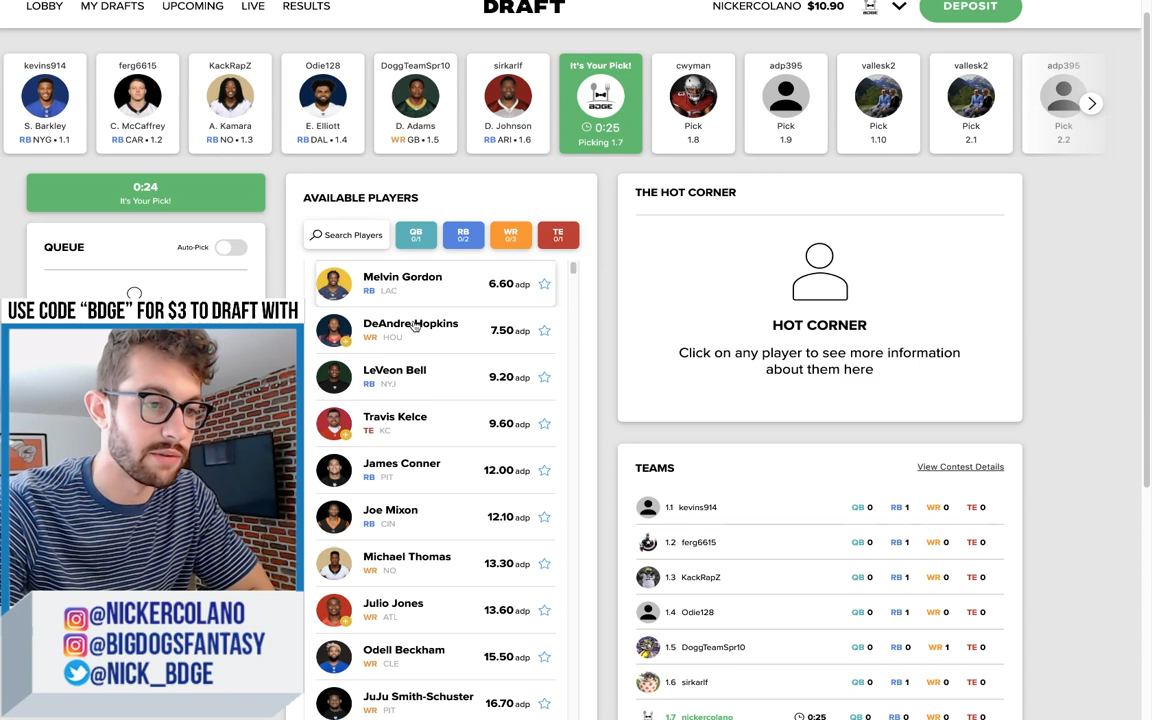 LOBBY MY DRAFTS UPCOMING LIVE RESULTS DRAFT NICKERCOLANO $10.90 BDGE DEPOSIT
kevins914 ferg6615 KackRapZ Odie128 DoggTeamSpr10 sirkarlf It's Your Pick! cwyman adp395 vallesk2 vallesk2 adp395
BDGE
S. Barkley C. McCaffrey A. Kamara E. Elliott D. Adams D. Johnson 0:25 Pick Pick Pick Pick Pick
RB NYG • 1.1 RB CAR • 1.2 RB NO • 1.3 RB DAL • 1.4 WR GB • 1.5 RB ARI • 1.6 Picking 1.7 1.8 1.9 1.10 2.1 2.2
0:24
It's Your Pick!
QUEUE Auto-Pick
USE CODE "BDGE" FOR $3 TO DRAFT WITH
@NICKERCOLANO
@BIGDOGSFANTASY
@NICK_BDGE
AVAILABLE PLAYERS
Search Players QB 0/1 RB 0/2 WR 0/3 TE 0/1
Melvin Gordon 6.60 adp
RB LAC
DeAndre Hopkins 7.50 adp
WR HOU
LeVeon Bell 9.20 adp
RB NYJ
Travis Kelce 9.60 adp
TE KC
James Conner 12.00 adp
RB PIT
Joe Mixon 12.10 adp
RB CIN
Michael Thomas 13.30 adp
WR NO
Julio Jones 13.60 adp
WR ATL
Odell Beckham 15.50 adp
WR CLE
JuJu Smith-Schuster 16.70 adp
WR PIT
THE HOT CORNER
HOT CORNER
Click on any player to see more information
about them here
TEAMS View Contest Details
1.1 kevins914 QB 0 RB 1 WR 0 TE 0
1.2 ferg6615 QB 0 RB 1 WR 0 TE 0
1.3 KackRapZ QB 0 RB 1 WR 0 TE 0
1.4 Odie128 QB 0 RB 1 WR 0 TE 0
1.5 DoggTeamSpr10 QB 0 RB 0 WR 1 TE 0
1.6 sirkarlf QB 0 RB 1 WR 0 TE 0
1.7 nickercolano 0:25 QB 0 RB 0 WR 0 TE 0